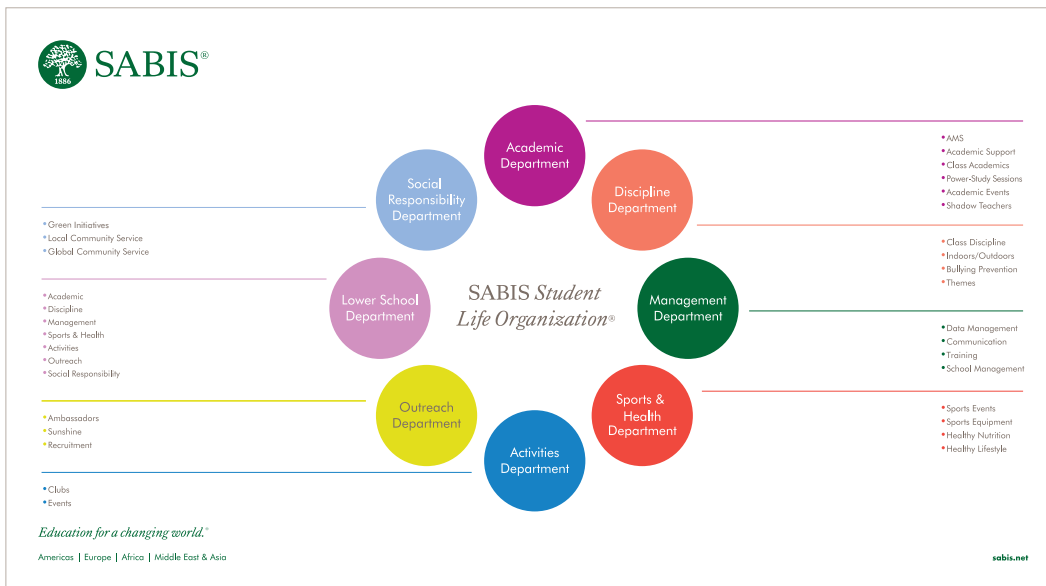 1886
SABIS®
Academic
Department
Social
Responsibility
Department
Discipline
Department
Lower School
Department
SABIS Student
Life Organization®
Management
Department
Outreach
Department
Sports &
Health
Department
Activities
Department
•Green Initiatives
•Local Community Service
•Global Community Service
•Academic
•Discipline
•Management
•Sports & Health
•Activities
•Outreach
•Social Responsibility
•Ambassadors
•Sunshine
•Recruitment
•Clubs
•Events
•AMS
•Academic Support
•Class Academics
•Power-Study Sessions
•Academic Events
•Shadow Teachers
•Class Discipline
•Indoors/Outdoors
•Bullying Prevention
•Themes
•Data Management
•Communication
•Training
•School Management
•Sports Events
•Sports Equipment
•Healthy Nutrition
•Healthy Lifestyle
Education for a changing world.®
Americas | Europe | Africa | Middle East & Asia
sabis.net